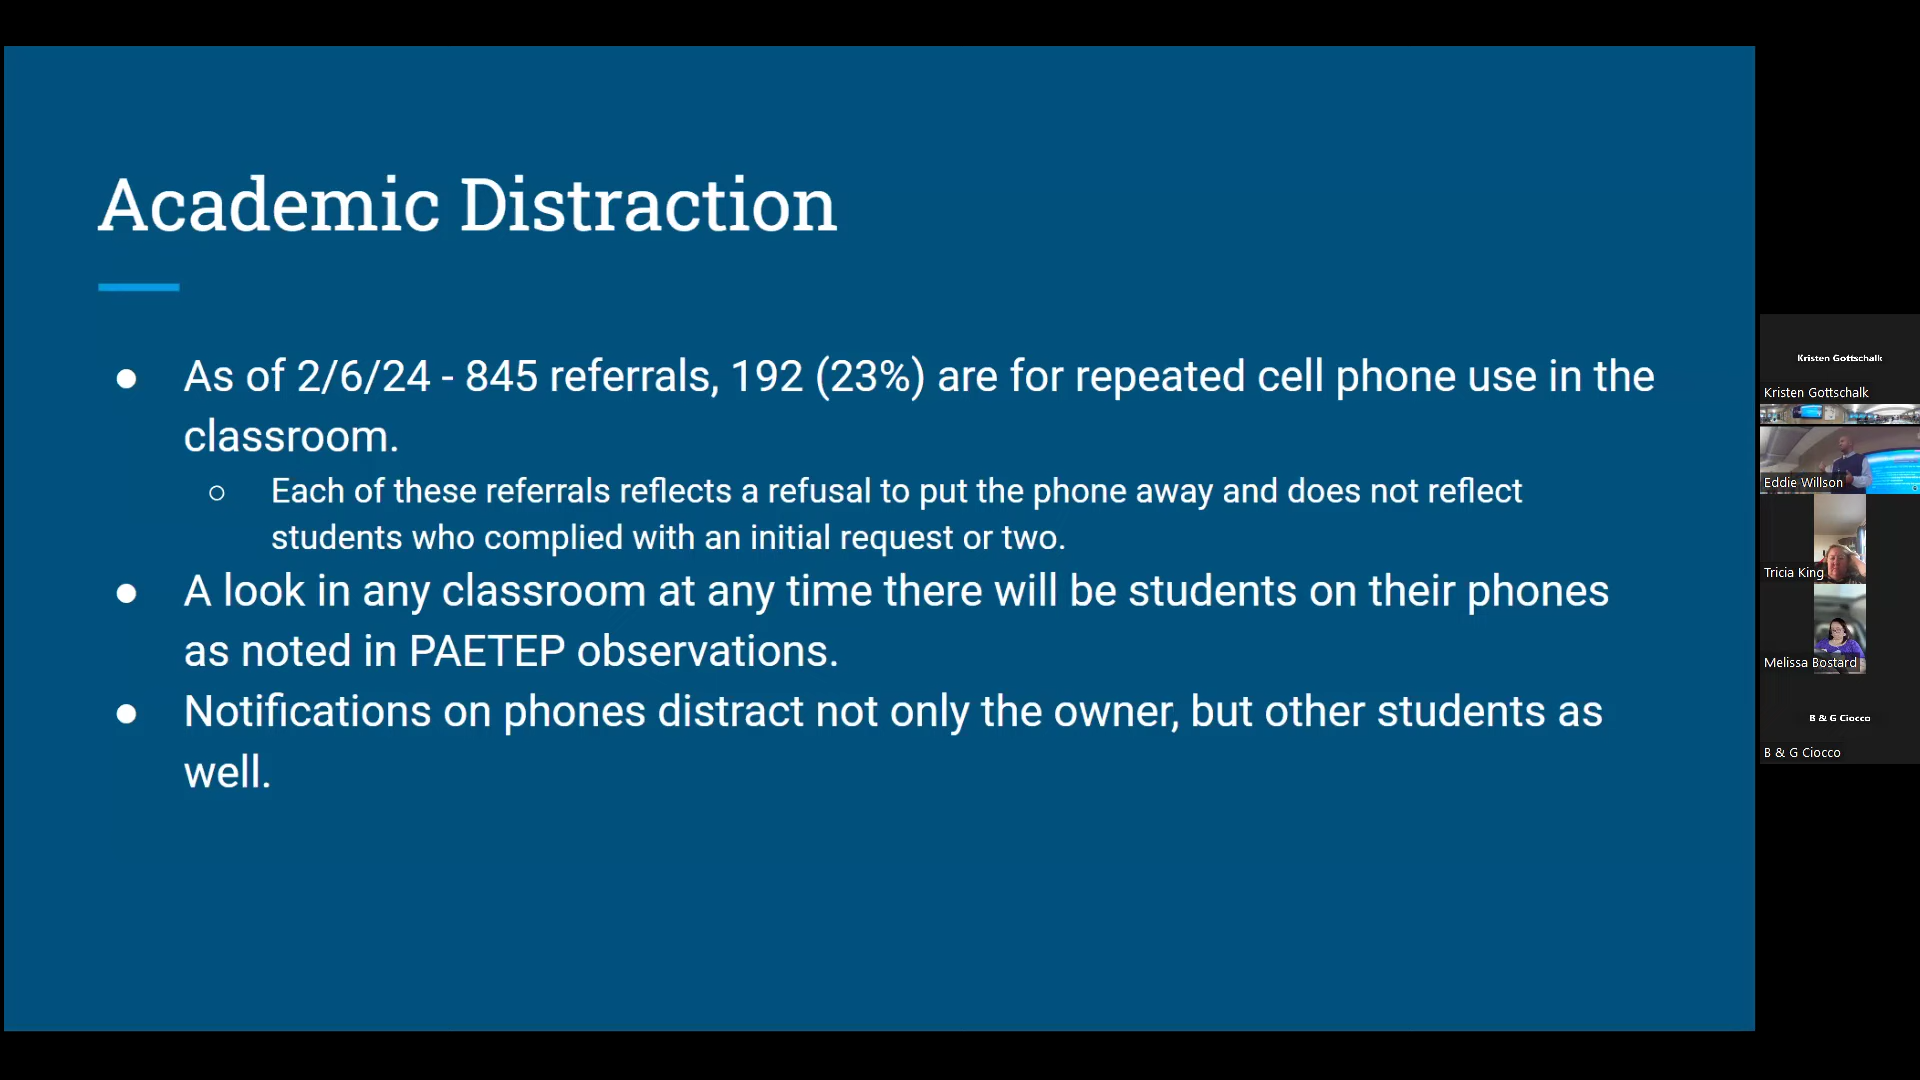 Academic Distraction
● As of 2/6/24 - 845 referrals, 192 (23%) are for repeated cell phone use in the
classroom.
○ Each of these referrals reflects a refusal to put the phone away and does not reflect
students who complied with an initial request or two.
● A look in any classroom at any time there will be students on their phones
as noted in PAETEP observations.
● Notifications on phones distract not only the owner, but other students as
well.
Kristen Gottschalk
Kristen Gottschalk
Eddie Willson
Tricia King
Melissa Bostard
B & G Ciocco
B & G Ciocco